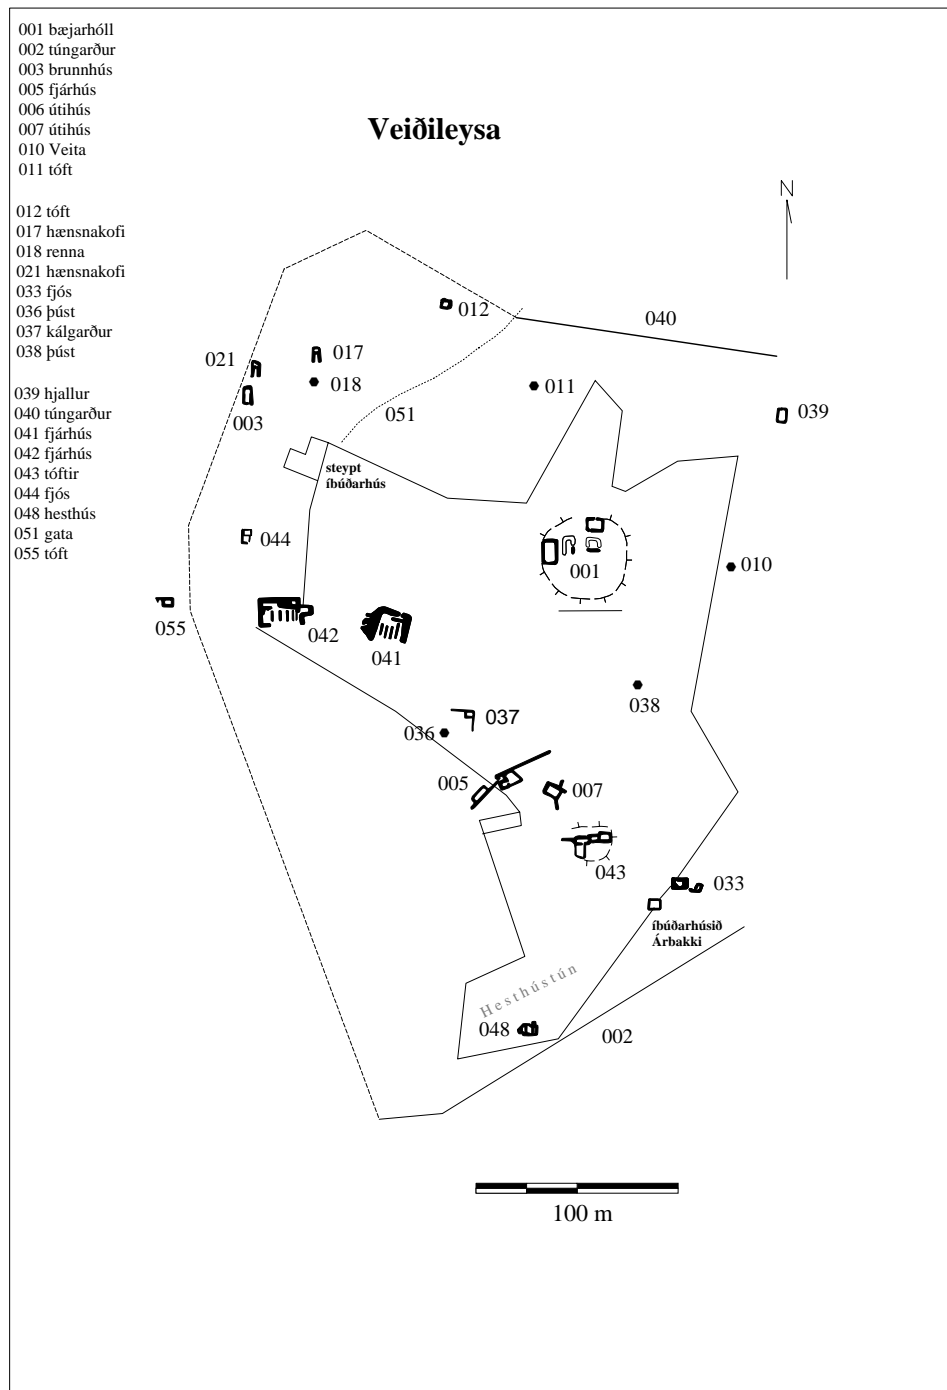 001 bæjarhóll
002 túngarður
003 brunnhús
005 fjárhús
006 útihús
007 útihús
010 Veita
011 tóft
012 tóft
017 hænsnakofi
018 renna
021 hænsnakofi
033 fjós
036 þúst
037 kálgarður
038 þúst
039 hjallur
040 túngarður
041 fjárhús
042 fjárhús
043 tóftir
044 fjós
048 hesthús
051 gata
055 tóft
Veiðileysa
N
012
040
021
017
018
011
003
051
039
steypt
íbúðarhús
044
001
010
055
042
041
038
036
037
005
007
043
033
íbúðarhúsið
Árbakki
Hesthústún
048
002
100 m